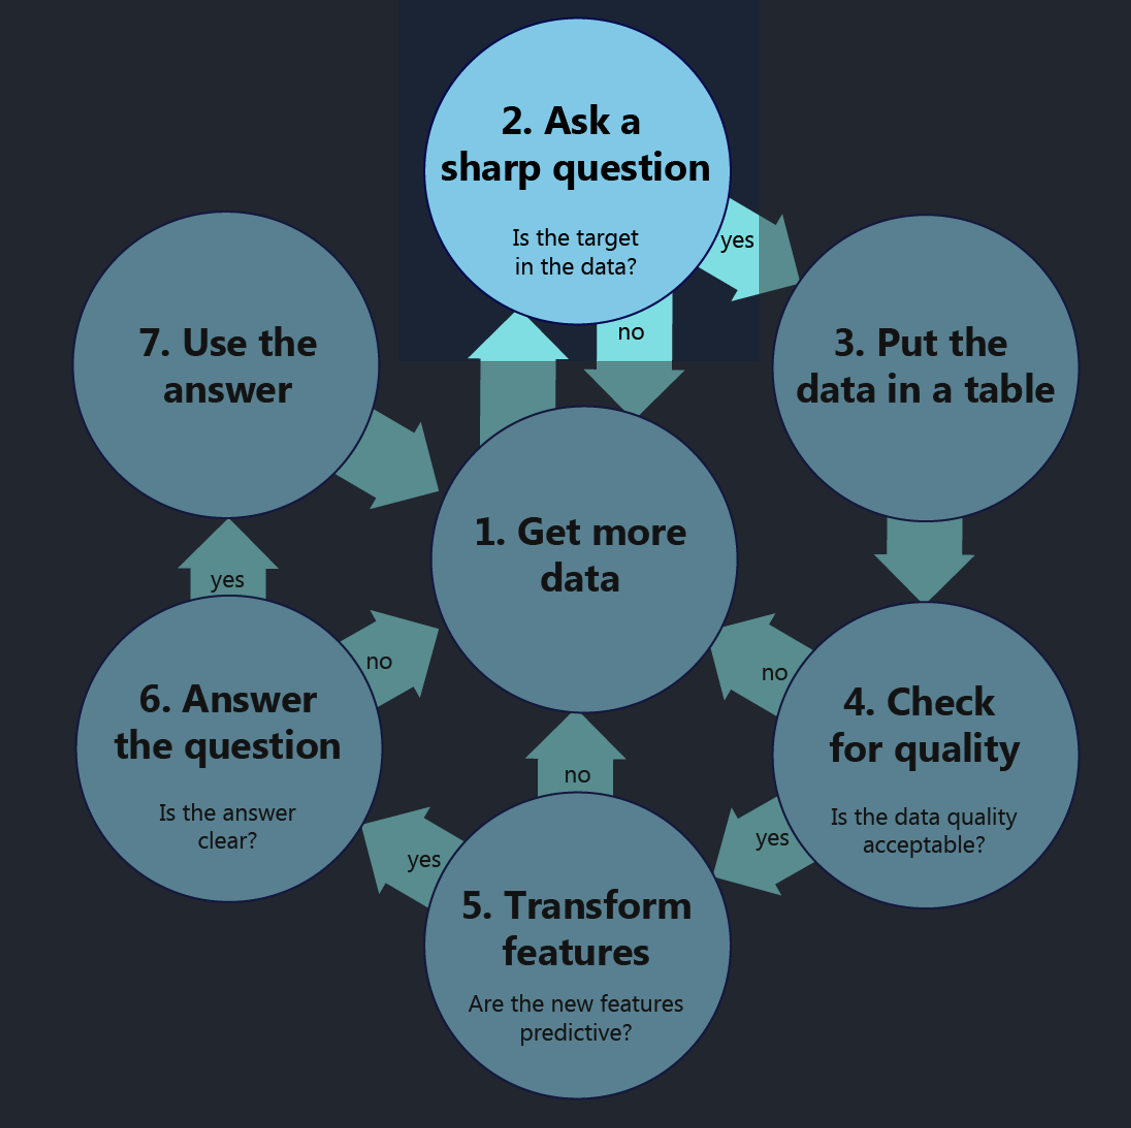 2. Ask a
sharp question
Is the target
in the data?
yes
no
7. Use the
answer
3. Put the
data in a table
1. Get more
data
yes
no
no
6. Answer
the question
Is the answer
clear?
4. Check
for quality
Is the data quality
acceptable?
no
yes
yes
5. Transform
features
Are the new features
predictive?